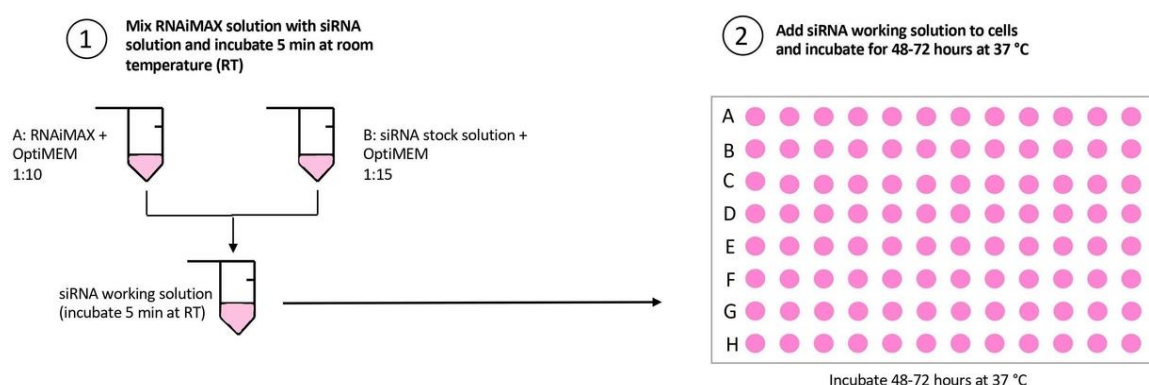 1
Mix RNAiMAX solution with siRNA
solution and incubate 5 min at room
temperature (RT)
A: RNAiMAX +
OptiMEM
1:10
B: siRNA stock solution +
OptiMEM
1:15
siRNA working solution
(incubate 5 min at RT)
2
Add siRNA working solution to cells
and incubate for 48-72 hours at 37 °C
A
B
C
D
E
F
G
H
Incubate 48-72 hours at 37 °C